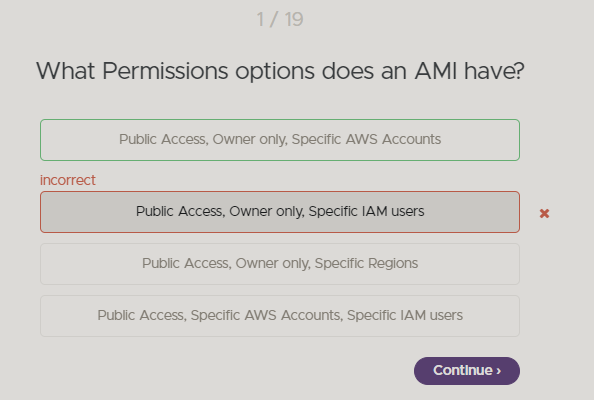 1 / 19
What Permissions options does an AMI have?
Public Access, Owner only, Specific AWS Accounts
incorrect
Public Access, Owner only, Specific IAM users
Public Access, Owner only, Specific Regions
Public Access, Specific AWS Accounts, Specific IAM users
Continue ›